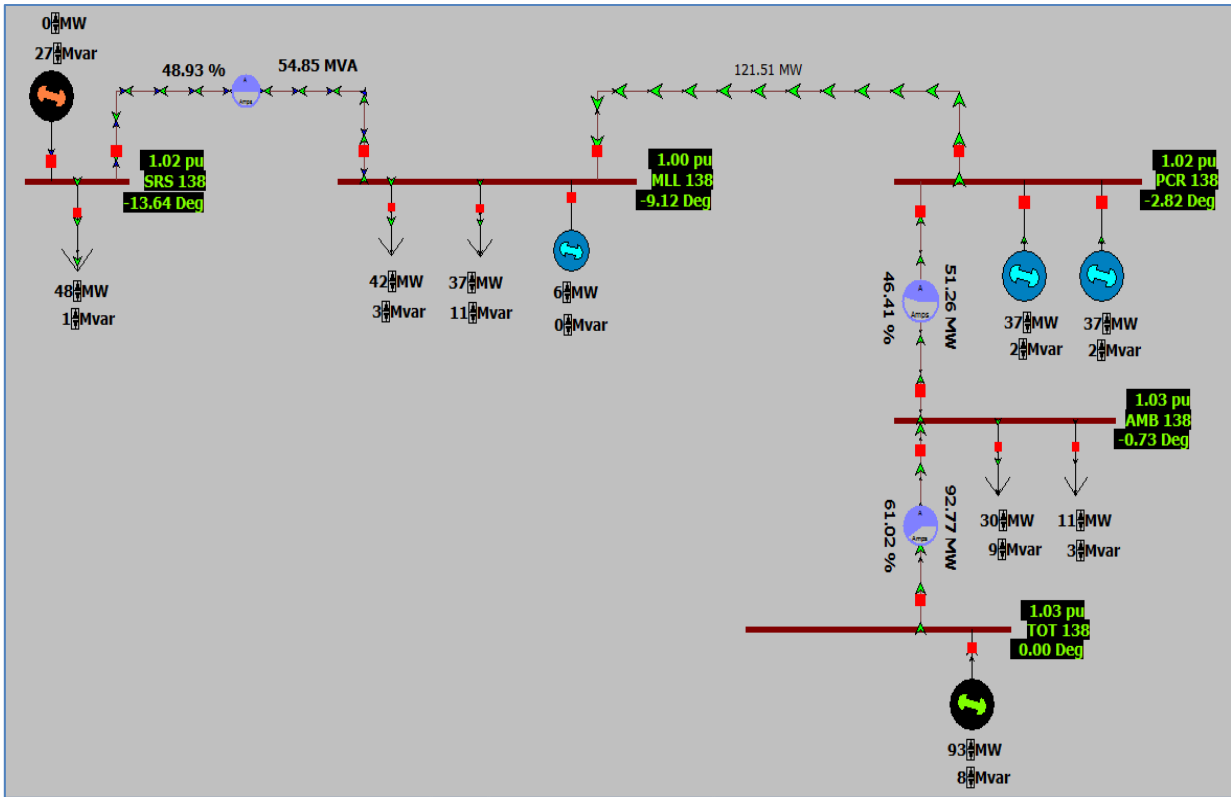 0 MW
27 Mvar
48.93 %
54.85 MVA
A
Amps
1.02 pu
SRS 138
-13.64 Deg
48 MW
1 Mvar
121.51 MW
1.00 pu
MLL 138
-9.12 Deg
42 MW
3 Mvar
37 MW
11 Mvar
6 MW
0 Mvar
1.02 pu
PCR 138
-2.82 Deg
51.26 MW
46.41 %
A
Amps
37 MW
2 Mvar
37 MW
2 Mvar
1.03 pu
AMB 138
-0.73 Deg
92.77 MW
61.02 %
A
Amps
30 MW
9 Mvar
11 MW
3 Mvar
1.03 pu
TOT 138
0.00 Deg
93 MW
8 Mvar